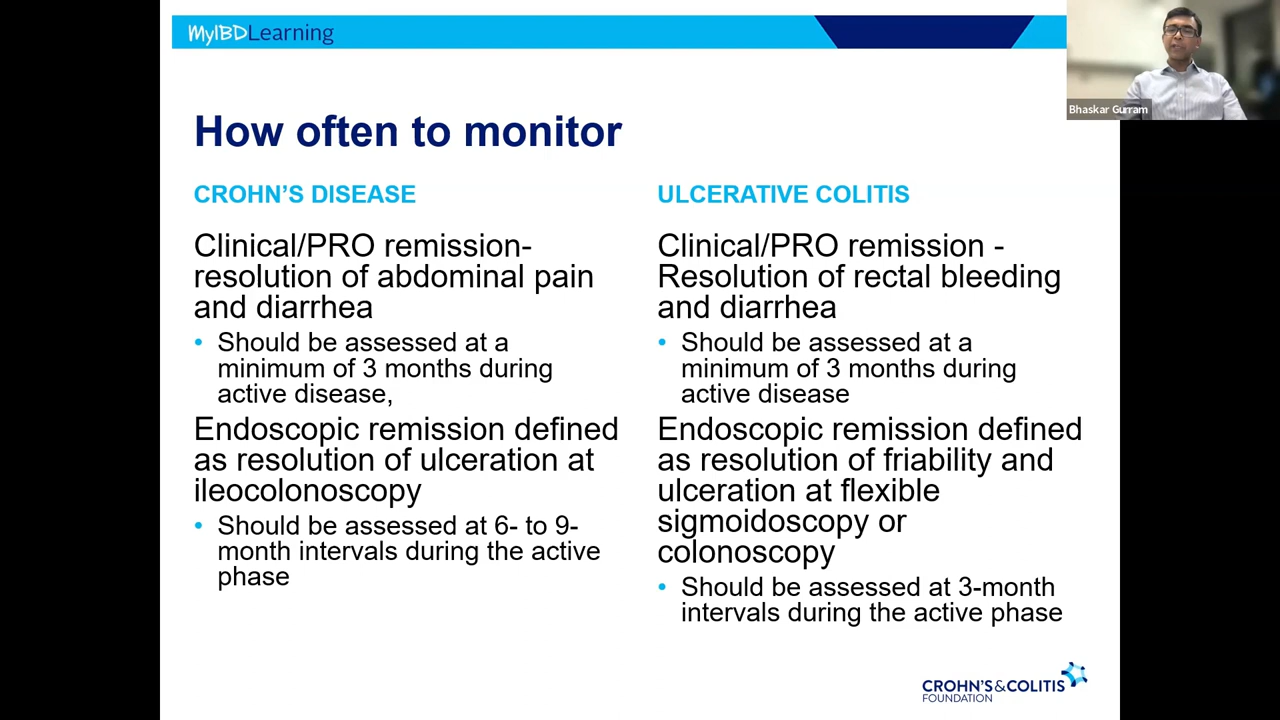 MyIBDLearning
Bhaskar Gurram
How often to monitor
CROHN'S DISEASE
Clinical/PRO remission-
resolution of abdominal pain
and diarrhea
• Should be assessed at a
minimum of 3 months during
active disease,
Endoscopic remission defined
as resolution of ulceration at
ileocolonoscopy
• Should be assessed at 6- to 9-
month intervals during the active
phase
ULCERATIVE COLITIS
Clinical/PRO remission -
Resolution of rectal bleeding
and diarrhea
• Should be assessed at a
minimum of 3 months during
active disease
Endoscopic remission defined
as resolution of friability and
ulceration at flexible
sigmoidoscopy or
colonoscopy
• Should be assessed at 3-month
intervals during the active phase
CROHN'S&COLITIS
FOUNDATION